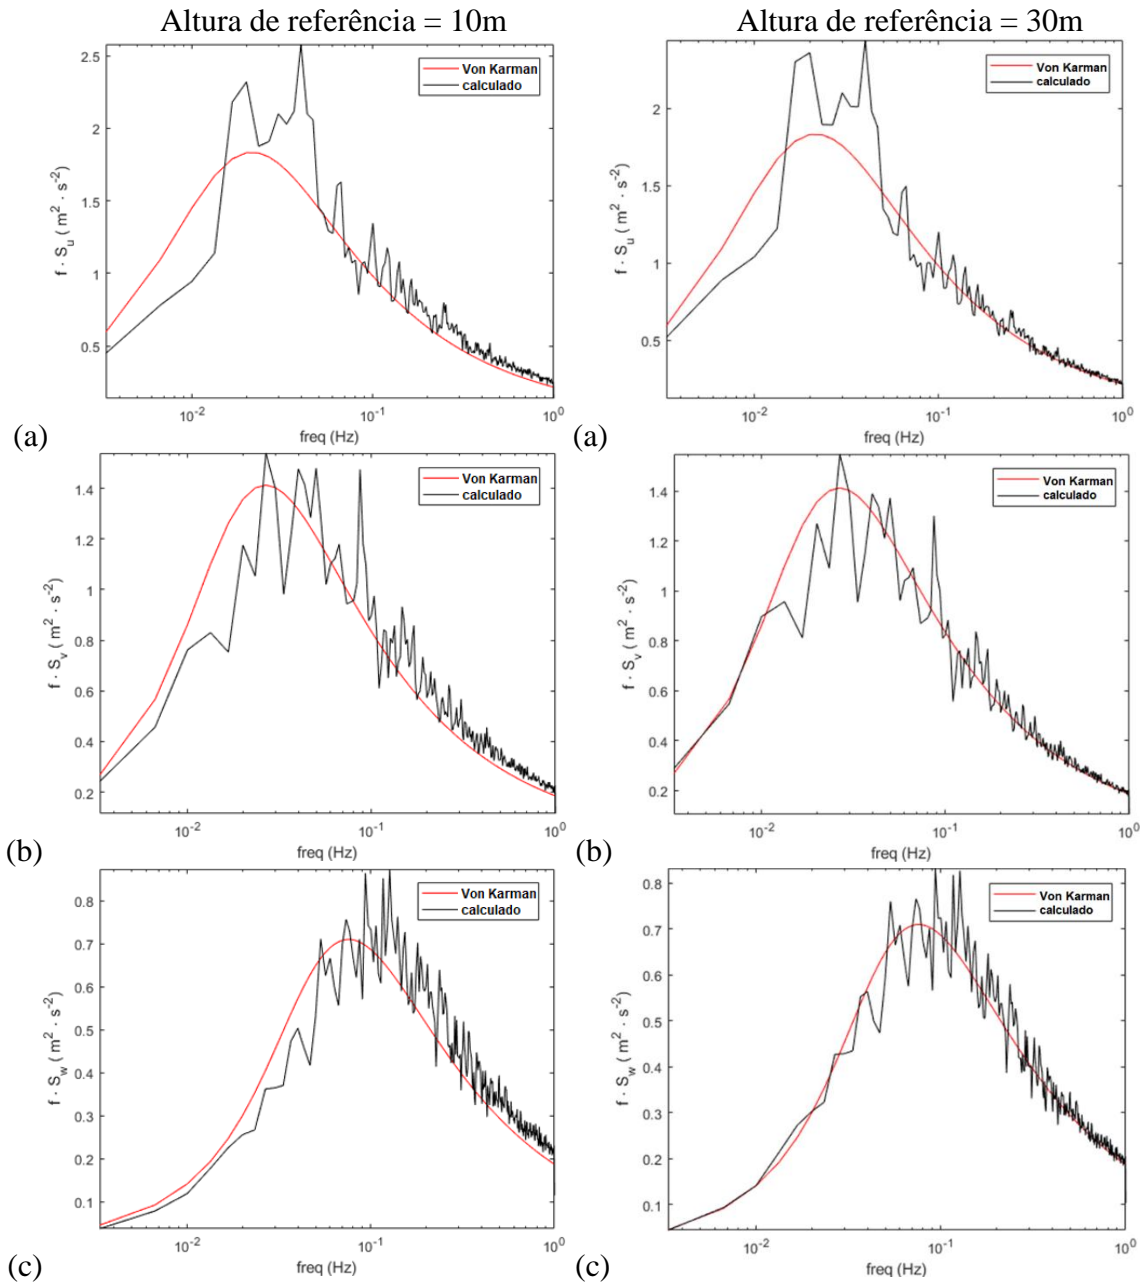 Altura de referência = 10m
Altura de referência = 30m
2.5
2
1.5
1
0.5
f · S_u ( m² · s⁻² )
Von Karman
calculado
10⁻²
10⁻¹
10⁰
freq (Hz)
(a)
2
1.5
1
0.5
f · S_u ( m² · s⁻² )
Von Karman
calculado
10⁻²
10⁻¹
10⁰
freq (Hz)
(a)
1.4
1.2
1
0.8
0.6
0.4
0.2
f · S_v ( m² · s⁻² )
Von Karman
calculado
10⁻²
10⁻¹
10⁰
freq (Hz)
(b)
1.4
1.2
1
0.8
0.6
0.4
0.2
f · S_v ( m² · s⁻² )
Von Karman
calculado
10⁻²
10⁻¹
10⁰
freq (Hz)
(b)
0.8
0.7
0.6
0.5
0.4
0.3
0.2
0.1
f · S_w ( m² · s⁻² )
Von Karman
calculado
10⁻²
10⁻¹
10⁰
freq (Hz)
(c)
0.8
0.7
0.6
0.5
0.4
0.3
0.2
0.1
f · S_w ( m² · s⁻² )
Von Karman
calculado
10⁻²
10⁻¹
10⁰
freq (Hz)
(c)